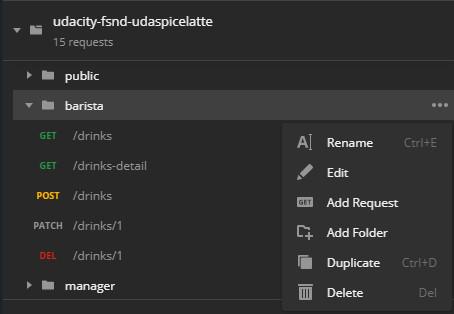 udacity-fsnd-udaspicelatte
15 requests
public
barista
GET /drinks
GET /drinks-detail
POST /drinks
PATCH /drinks/1
DEL /drinks/1
manager
Rename Ctrl+E
Edit
GET Add Request
Add Folder
Duplicate Ctrl+D
Delete Del